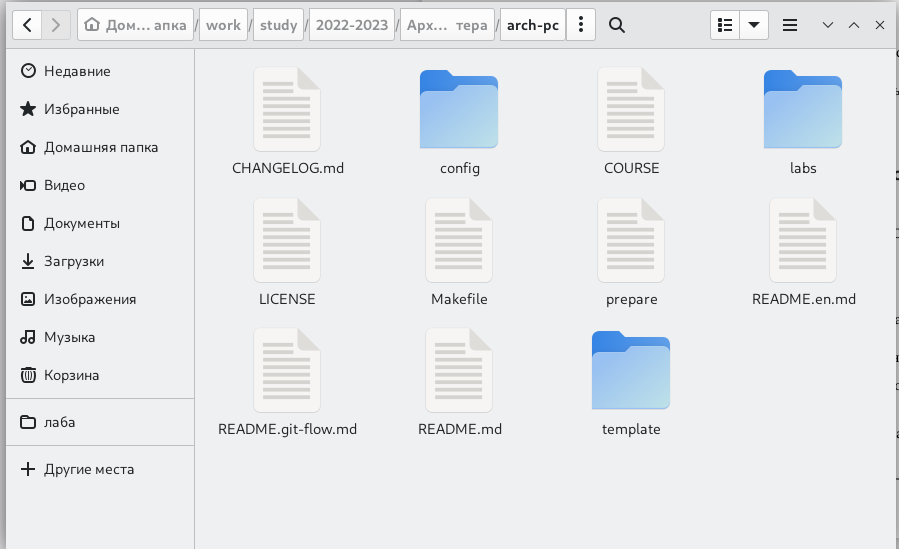 Дом... апка / work / study / 2022-2023 / Арх... тера / arch-pc
Недавние
Избранные
Домашняя папка
Видео
Документы
Загрузки
Изображения
Музыка
Корзина
лаба
Другие места
CHANGELOG.md config COURSE labs
LICENSE Makefile prepare README.en.md
README.git-flow.md README.md template